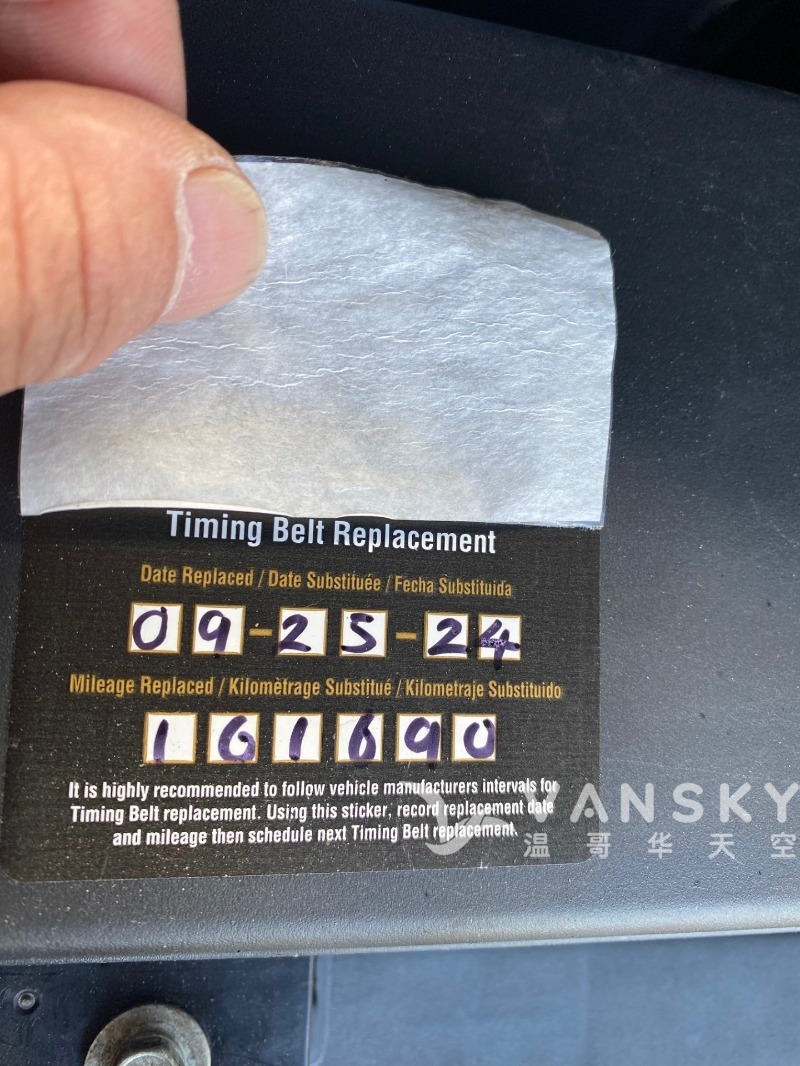 Timing Belt Replacement
Date Replaced / Date Substituée / Fecha Substituida
09-25-24
Mileage Replaced / Kilomètrage Substitué / Kilometraje Substituido
161690
It is highly recommended to follow vehicle manufacturers intervals for
Timing Belt replacement. Using this sticker, record replacement date
and mileage then schedule next Timing Belt replacement.
VANSKY
温哥华天空